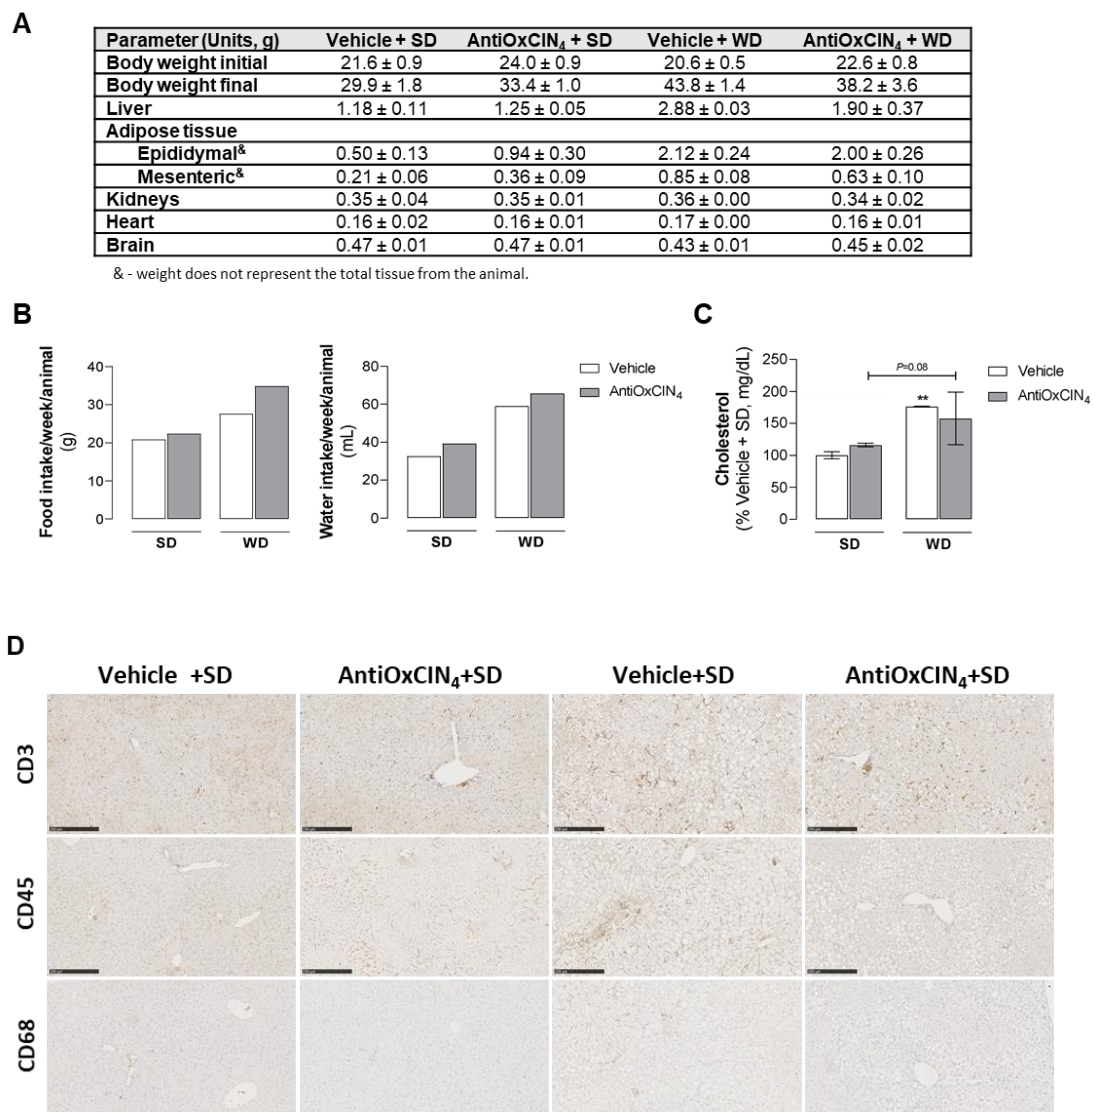 A
Parameter (Units, g) Vehicle + SD AntiOxCIN₄ + SD Vehicle + WD AntiOxCIN₄ + WD
Body weight initial 21.6 ± 0.9 24.0 ± 0.9 20.6 ± 0.5 22.6 ± 0.8
Body weight final 29.9 ± 1.8 33.4 ± 1.0 43.8 ± 1.4 38.2 ± 3.6
Liver 1.18 ± 0.11 1.25 ± 0.05 2.88 ± 0.03 1.90 ± 0.37
Adipose tissue
Epididymal& 0.50 ± 0.13 0.94 ± 0.30 2.12 ± 0.24 2.00 ± 0.26
Mesenteric& 0.21 ± 0.06 0.36 ± 0.09 0.85 ± 0.08 0.63 ± 0.10
Kidneys 0.35 ± 0.04 0.35 ± 0.01 0.36 ± 0.00 0.34 ± 0.02
Heart 0.16 ± 0.02 0.16 ± 0.01 0.17 ± 0.00 0.16 ± 0.01
Brain 0.47 ± 0.01 0.47 ± 0.01 0.43 ± 0.01 0.45 ± 0.02
& - weight does not represent the total tissue from the animal.
B
Food intake/week/animal
(g)
40
30
20
10
0
SD WD
Water intake/week/animal
(mL)
80
60
40
20
0
SD WD
Vehicle
AntiOxCIN₄
C
Cholesterol
(% Vehicle + SD, mg/dL)
250
200
150
100
50
0
P=0.08
**
SD WD
Vehicle
AntiOxCIN₄
D
Vehicle +SD AntiOxCIN₄+SD Vehicle+SD AntiOxCIN₄+SD
CD3
CD45
CD68